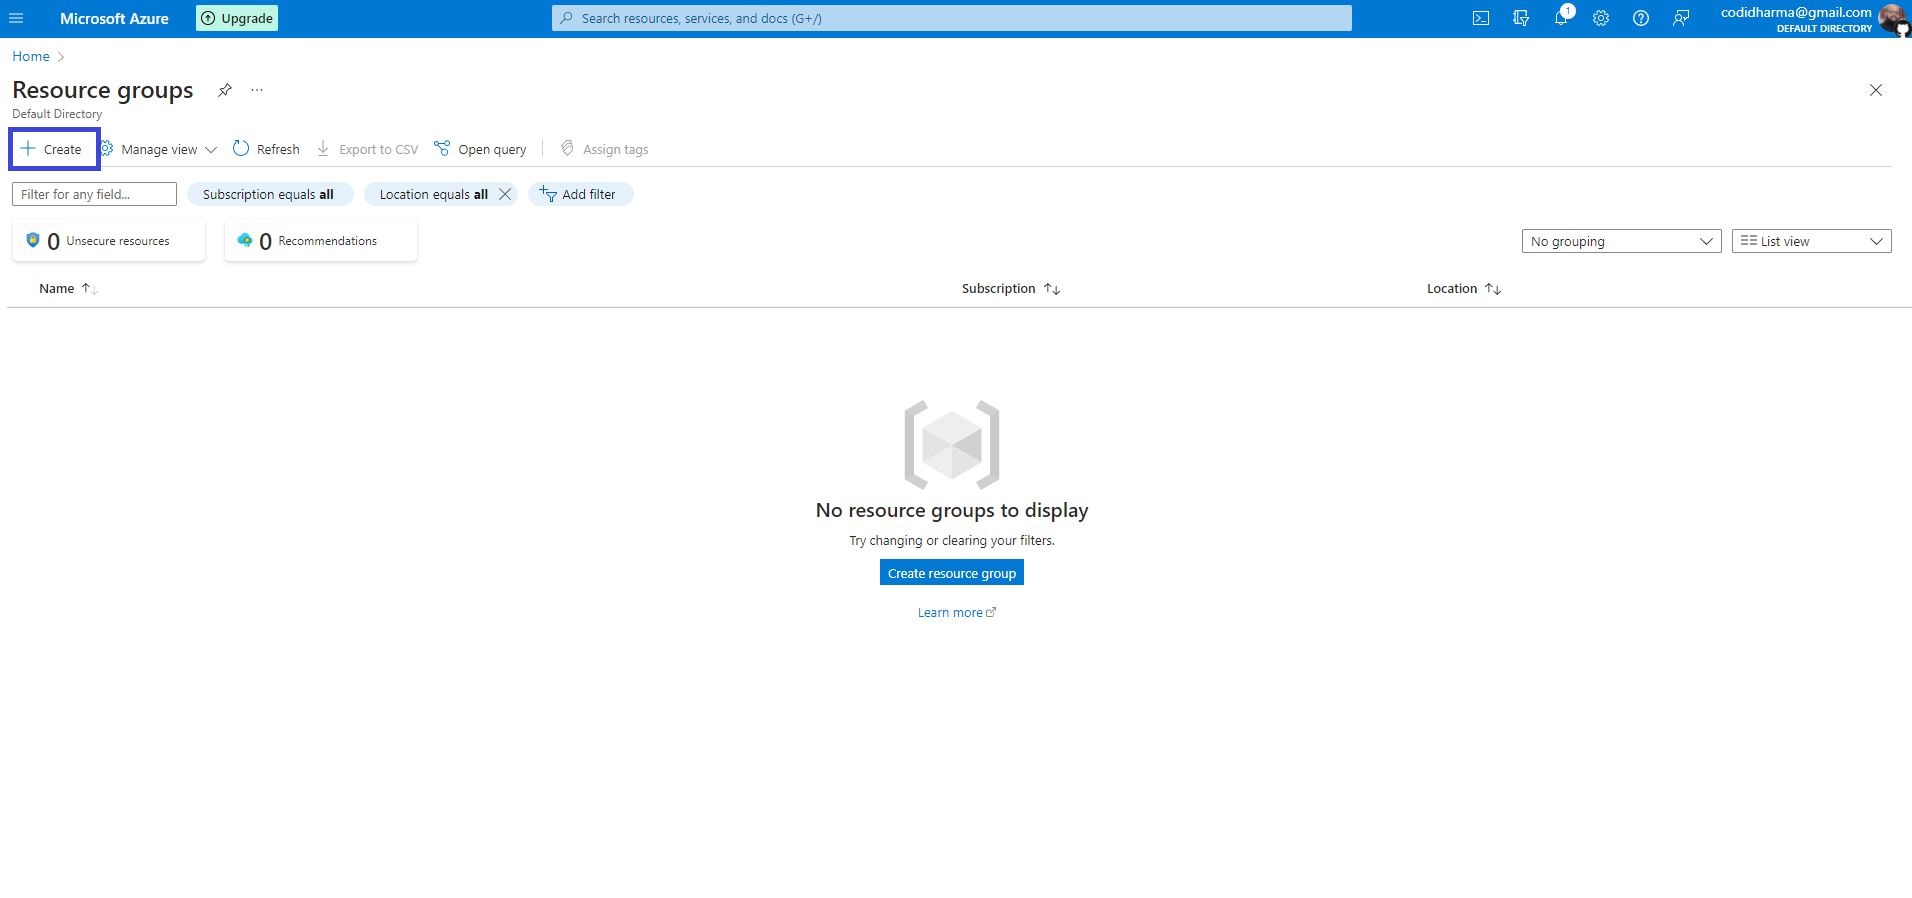 Microsoft Azure Upgrade Search resources, services, and docs (G+/) 1 codidharma@gmail.com
DEFAULT DIRECTORY
Home >
Resource groups ...
Default Directory
+ Create Manage view Refresh Export to CSV Open query Assign tags
Filter for any field... Subscription equals all Location equals all Add filter
0 Unsecure resources 0 Recommendations No grouping List view
Name Subscription Location
No resource groups to display
Try changing or clearing your filters.
Create resource group
Learn more